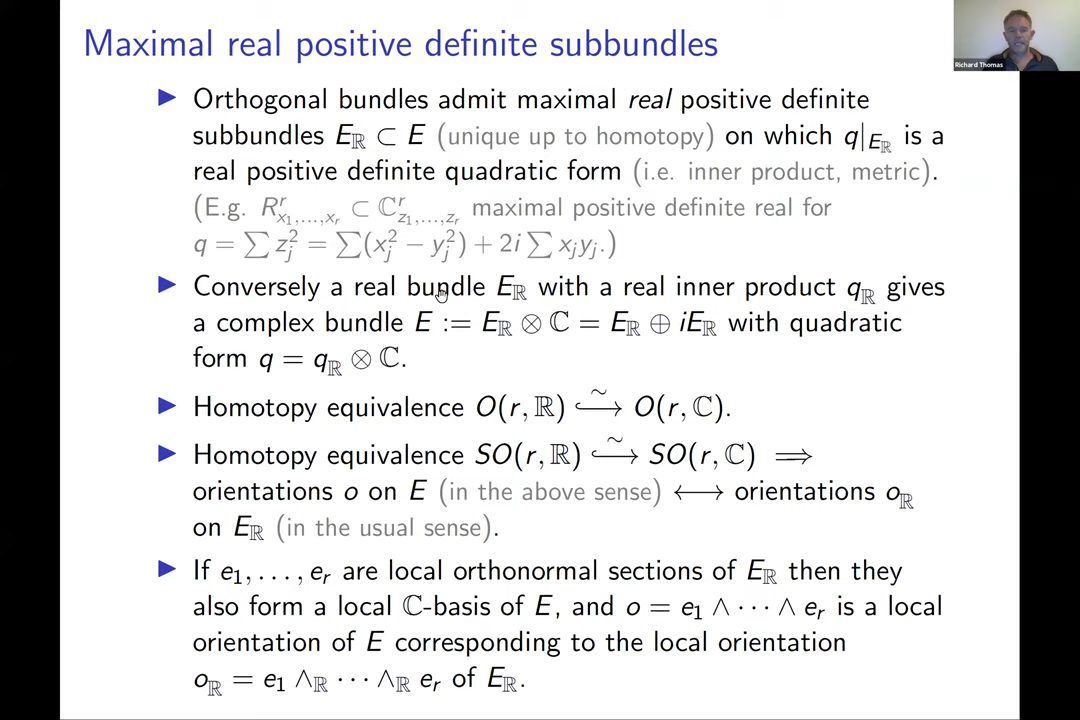 Maximal real positive definite subbundles
Richard Thomas
▶ Orthogonal bundles admit maximal real positive definite
subbundles E_ℝ ⊂ E (unique up to homotopy) on which q|_{E_ℝ} is a
real positive definite quadratic form (i.e. inner product, metric).
(E.g. R^r_{x_1,...,x_r} ⊂ ℂ^r_{z_1,...,z_r} maximal positive definite real for
q = ∑ z_j^2 = ∑(x_j^2 − y_j^2) + 2i ∑ x_j y_j.)
▶ Conversely a real bundle E_ℝ with a real inner product q_ℝ gives
a complex bundle E := E_ℝ ⊗ ℂ = E_ℝ ⊕ iE_ℝ with quadratic
form q = q_ℝ ⊗ ℂ.
▶ Homotopy equivalence O(r, ℝ) ↪^∼ O(r, ℂ).
▶ Homotopy equivalence SO(r, ℝ) ↪^∼ SO(r, ℂ) ⟹
orientations o on E (in the above sense) ⟷ orientations o_ℝ
on E_ℝ (in the usual sense).
▶ If e_1, . . . , e_r are local orthonormal sections of E_ℝ then they
also form a local ℂ-basis of E, and o = e_1 ∧ ⋯ ∧ e_r is a local
orientation of E corresponding to the local orientation
o_ℝ = e_1 ∧_ℝ ⋯ ∧_ℝ e_r of E_ℝ.